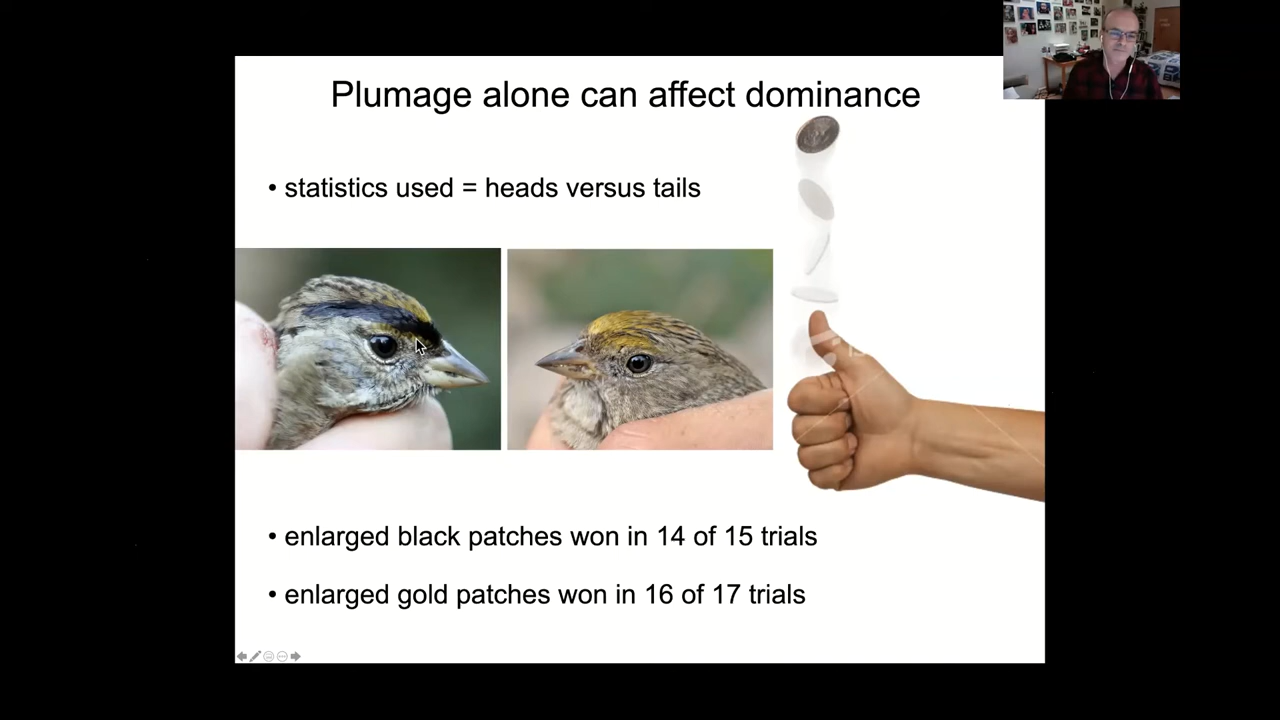 Plumage alone can affect dominance
• statistics used = heads versus tails
• enlarged black patches won in 14 of 15 trials
• enlarged gold patches won in 16 of 17 trials